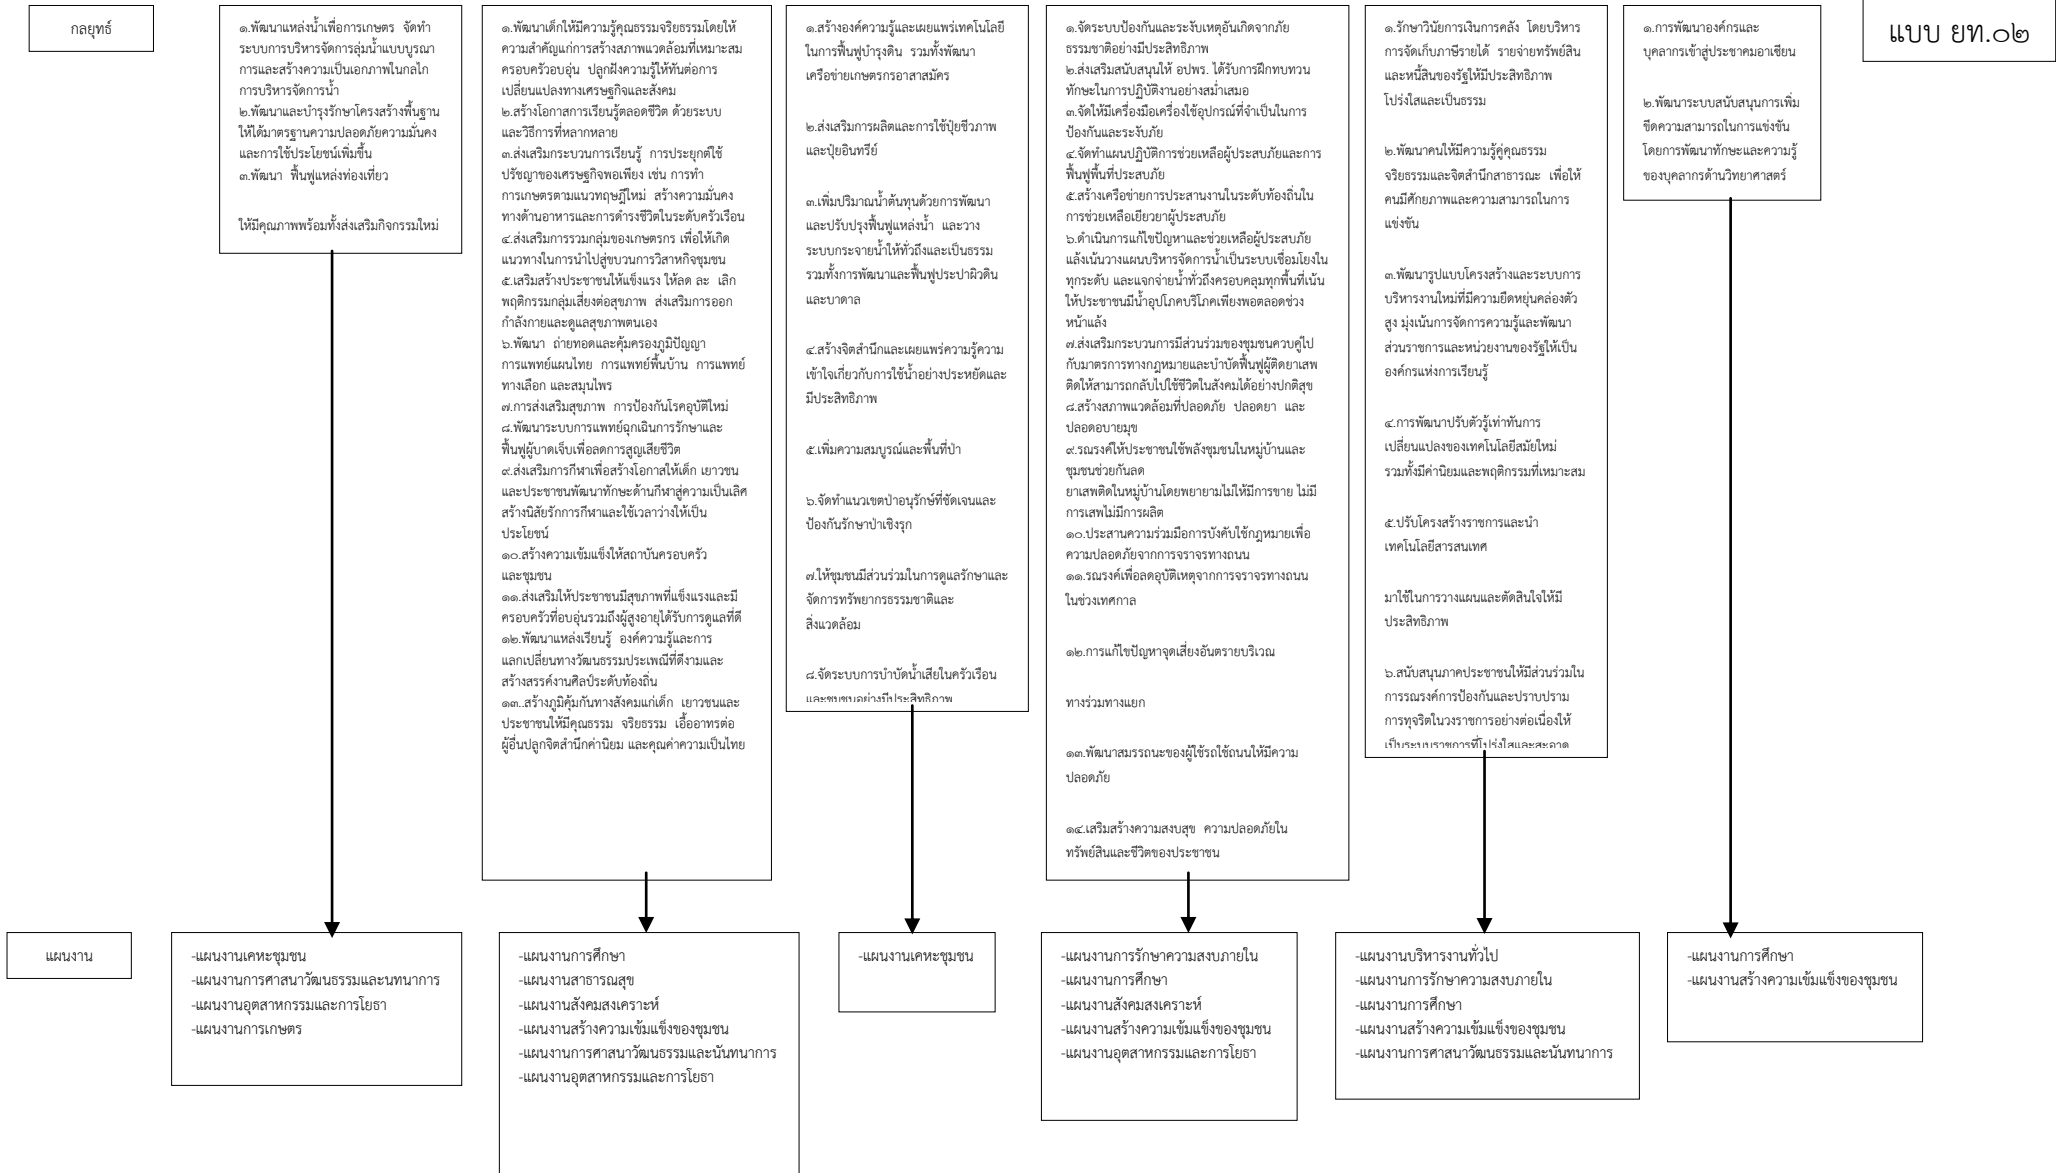 กลยุทธ์
๑.พัฒนาแหล่งน้ำเพื่อการเกษตร จัดทำ
ระบบการบริหารจัดการลุ่มน้ำแบบบูรณา
การและสร้างความเป็นเอกภาพในกลไก
การบริหารจัดการน้ำ
๒.พัฒนาและบำรุงรักษาโครงสร้างพื้นฐาน
ให้ได้มาตรฐานความปลอดภัยความมั่นคง
และการใช้ประโยชน์เพิ่มขึ้น
๓.พัฒนา ฟื้นฟูแหล่งท่องเที่ยว
ให้มีคุณภาพพร้อมทั้งส่งเสริมกิจกรรมใหม่
๑.พัฒนาเด็กให้มีความรู้คุณธรรมจริยธรรมโดยให้
ความสำคัญแก่การสร้างสภาพแวดล้อมที่เหมาะสม
ครอบครัวอบอุ่น ปลูกฝังความรู้ให้ทันต่อการ
เปลี่ยนแปลงทางเศรษฐกิจและสังคม
๒.สร้างโอกาสการเรียนรู้ตลอดชีวิต ด้วยระบบ
และวิธีการที่หลากหลาย
๓.ส่งเสริมกระบวนการเรียนรู้ การประยุกต์ใช้
ปรัชญาของเศรษฐกิจพอเพียง เช่น การทำ
การเกษตรตามแนวทฤษฎีใหม่ สร้างความมั่นคง
ทางด้านอาหารและการดำรงชีวิตในระดับครัวเรือน
๔.ส่งเสริมการรวมกลุ่มของเกษตรกร เพื่อให้เกิด
แนวทางในการนำไปสู่ขบวนการวิสาหกิจชุมชน
๕.เสริมสร้างประชาชนให้แข็งแรง ให้ลด ละ เลิก
พฤติกรรมกลุ่มเสี่ยงต่อสุขภาพ ส่งเสริมการออก
กำลังกายและดูแลสุขภาพตนเอง
๖.พัฒนา ถ่ายทอดและคุ้มครองภูมิปัญญา
การแพทย์แผนไทย การแพทย์พื้นบ้าน การแพทย์
ทางเลือก และสมุนไพร
๗.การส่งเสริมสุขภาพ การป้องกันโรคอุบัติใหม่
๘.พัฒนาระบบการแพทย์ฉุกเฉินการรักษาและ
ฟื้นฟูผู้บาดเจ็บเพื่อลดการสูญเสียชีวิต
๙.ส่งเสริมการกีฬาเพื่อสร้างโอกาสให้เด็ก เยาวชน
และประชาชนพัฒนาทักษะด้านกีฬาสู่ความเป็นเลิศ
สร้างนิสัยรักการกีฬาและใช้เวลาว่างให้เป็น
ประโยชน์
๑๐.สร้างความเข้มแข็งให้สถาบันครอบครัว
และชุมชน
๑๑.ส่งเสริมให้ประชาชนมีสุขภาพที่แข็งแรงและมี
ครอบครัวที่อบอุ่นรวมถึงผู้สูงอายุได้รับการดูแลที่ดี
๑๒.พัฒนาแหล่งเรียนรู้ องค์ความรู้และการ
แลกเปลี่ยนทางวัฒนธรรมประเพณีที่ดีงามและ
สร้างสรรค์งานศิลป์ระดับท้องถิ่น
๑๓..สร้างภูมิคุ้มกันทางสังคมแก่เด็ก เยาวชนและ
ประชาชนให้มีคุณธรรม จริยธรรม เอื้ออาทรต่อ
ผู้อื่นปลูกจิตสำนึกค่านิยม และคุณค่าความเป็นไทย
๑.สร้างองค์ความรู้และเผยแพร่เทคโนโลยี
ในการฟื้นฟูบำรุงดิน รวมทั้งพัฒนา
เครือข่ายเกษตรกรอาสาสมัคร
๒.ส่งเสริมการผลิตและการใช้ปุ๋ยชีวภาพ
และปุ๋ยอินทรีย์
๓.เพิ่มปริมาณน้ำต้นทุนด้วยการพัฒนา
และปรับปรุงฟื้นฟูแหล่งน้ำ และวาง
ระบบกระจายน้ำให้ทั่วถึงและเป็นธรรม
รวมทั้งการพัฒนาและฟื้นฟูประปาผิวดิน
และบาดาล
๔.สร้างจิตสำนึกและเผยแพร่ความรู้ความ
เข้าใจเกี่ยวกับการใช้น้ำอย่างประหยัดและ
มีประสิทธิภาพ
๕.เพิ่มความสมบูรณ์และพื้นที่ป่า
๖.จัดทำแนวเขตป่าอนุรักษ์ที่ชัดเจนและ
ป้องกันรักษาป่าเชิงรุก
๗.ให้ชุมชนมีส่วนร่วมในการดูแลรักษาและ
จัดการทรัพยากรธรรมชาติและ
สิ่งแวดล้อม
๘.จัดระบบการบำบัดน้ำเสียในครัวเรือน
และชุมชนอย่างมีประสิทธิภาพ
๑.จัดระบบป้องกันและระงับเหตุอันเกิดจากภัย
ธรรมชาติอย่างมีประสิทธิภาพ
๒.ส่งเสริมสนับสนุนให้ อปพร. ได้รับการฝึกทบทวน
ทักษะในการปฏิบัติงานอย่างสม่ำเสมอ
๓.จัดให้มีเครื่องมือเครื่องใช้อุปกรณ์ที่จำเป็นในการ
ป้องกันและระงับภัย
๔.จัดทำแผนปฏิบัติการช่วยเหลือผู้ประสบภัยและการ
ฟื้นฟูพื้นที่ประสบภัย
๕.สร้างเครือข่ายการประสานงานในระดับท้องถิ่นใน
การช่วยเหลือเยียวยาผู้ประสบภัย
๖.ดำเนินการแก้ไขปัญหาและช่วยเหลือผู้ประสบภัย
แล้งเน้นวางแผนบริหารจัดการน้ำเป็นระบบเชื่อมโยงใน
ทุกระดับ และแจกจ่ายน้ำทั่วถึงครอบคลุมทุกพื้นที่เน้น
ให้ประชาชนมีน้ำอุปโภคบริโภคเพียงพอตลอดช่วง
หน้าแล้ง
๗.ส่งเสริมกระบวนการมีส่วนร่วมของชุมชนควบคู่ไป
กับมาตรการทางกฎหมายและบำบัดฟื้นฟูผู้ติดยาเสพ
ติดให้สามารถกลับไปใช้ชีวิตในสังคมได้อย่างปกติสุข
๘.สร้างสภาพแวดล้อมที่ปลอดภัย ปลอดยา และ
ปลอดอบายมุข
๙.รณรงค์ให้ประชาชนใช้พลังชุมชนในหมู่บ้านและ
ชุมชนช่วยกันลด
ยาเสพติดในหมู่บ้านโดยพยายามไม่ให้มีการขาย ไม่มี
การเสพไม่มีการผลิต
๑๐.ประสานความร่วมมือการบังคับใช้กฎหมายเพื่อ
ความปลอดภัยจากการจราจรทางถนน
๑๑.รณรงค์เพื่อลดอุบัติเหตุจากการจราจรทางถนน
ในช่วงเทศกาล
๑๒.การแก้ไขปัญหาจุดเสี่ยงอันตรายบริเวณ
ทางร่วมทางแยก
๑๓.พัฒนาสมรรถนะของผู้ใช้รถใช้ถนนให้มีความ
ปลอดภัย
๑๔.เสริมสร้างความสงบสุข ความปลอดภัยใน
ทรัพย์สินและชีวิตของประชาชน
๑.รักษาวินัยการเงินการคลัง โดยบริหาร
การจัดเก็บภาษีรายได้ รายจ่ายทรัพย์สิน
และหนี้สินของรัฐให้มีประสิทธิภาพ
โปร่งใสและเป็นธรรม
๒.พัฒนาคนให้มีความรู้คู่คุณธรรม
จริยธรรมและจิตสำนึกสาธารณะ เพื่อให้
คนมีศักยภาพและความสามารถในการ
แข่งขัน
๓.พัฒนารูปแบบโครงสร้างและระบบการ
บริหารงานใหม่ที่มีความยืดหยุ่นคล่องตัว
สูง มุ่งเน้นการจัดการความรู้และพัฒนา
ส่วนราชการและหน่วยงานของรัฐให้เป็น
องค์กรแห่งการเรียนรู้
๔.การพัฒนาปรับตัวรู้เท่าทันการ
เปลี่ยนแปลงของเทคโนโลยีสมัยใหม่
รวมทั้งมีค่านิยมและพฤติกรรมที่เหมาะสม
๕.ปรับโครงสร้างราชการและนำ
เทคโนโลยีสารสนเทศ
มาใช้ในการวางแผนและตัดสินใจให้มี
ประสิทธิภาพ
๖.สนับสนุนภาคประชาชนให้มีส่วนร่วมใน
การรณรงค์การป้องกันและปราบปราม
การทุจริตในวงราชการอย่างต่อเนื่องให้
เป็นระบบราชการที่โปร่งใสและสะอาด
๑.การพัฒนาองค์กรและ
บุคลากรเข้าสู่ประชาคมอาเซียน
๒.พัฒนาระบบสนับสนุนการเพิ่ม
ขีดความสามารถในการแข่งขัน
โดยการพัฒนาทักษะและความรู้
ของบุคลากรด้านวิทยาศาสตร์
แบบ ยท.๐๒
แผนงาน
-แผนงานเคหะชุมชน
-แผนงานการศาสนาวัฒนธรรมและนทนาการ
-แผนงานอุตสาหกรรมและการโยธา
-แผนงานการเกษตร
-แผนงานการศึกษา
-แผนงานสาธารณสุข
-แผนงานสังคมสงเคราะห์
-แผนงานสร้างความเข้มแข็งของชุมชน
-แผนงานการศาสนาวัฒนธรรมและนันทนาการ
-แผนงานอุตสาหกรรมและการโยธา
-แผนงานเคหะชุมชน
-แผนงานการรักษาความสงบภายใน
-แผนงานการศึกษา
-แผนงานสังคมสงเคราะห์
-แผนงานสร้างความเข้มแข็งของชุมชน
-แผนงานอุตสาหกรรมและการโยธา
-แผนงานบริหารงานทั่วไป
-แผนงานการรักษาความสงบภายใน
-แผนงานการศึกษา
-แผนงานสร้างความเข้มแข็งของชุมชน
-แผนงานการศาสนาวัฒนธรรมและนันทนาการ
-แผนงานการศึกษา
-แผนงานสร้างความเข้มแข็งของชุมชน